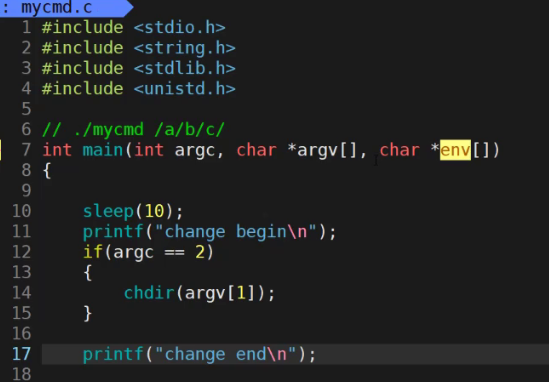 : mycmd.c
1 #include <stdio.h>
2 #include <string.h>
3 #include <stdlib.h>
4 #include <unistd.h>
5
6 // ./mycmd /a/b/c/
7 int main(int argc, char *argv[], char *env[])
8 {
9
10     sleep(10);
11     printf("change begin\n");
12     if(argc == 2)
13     {
14         chdir(argv[1]);
15     }
16
17     printf("change end\n");
18